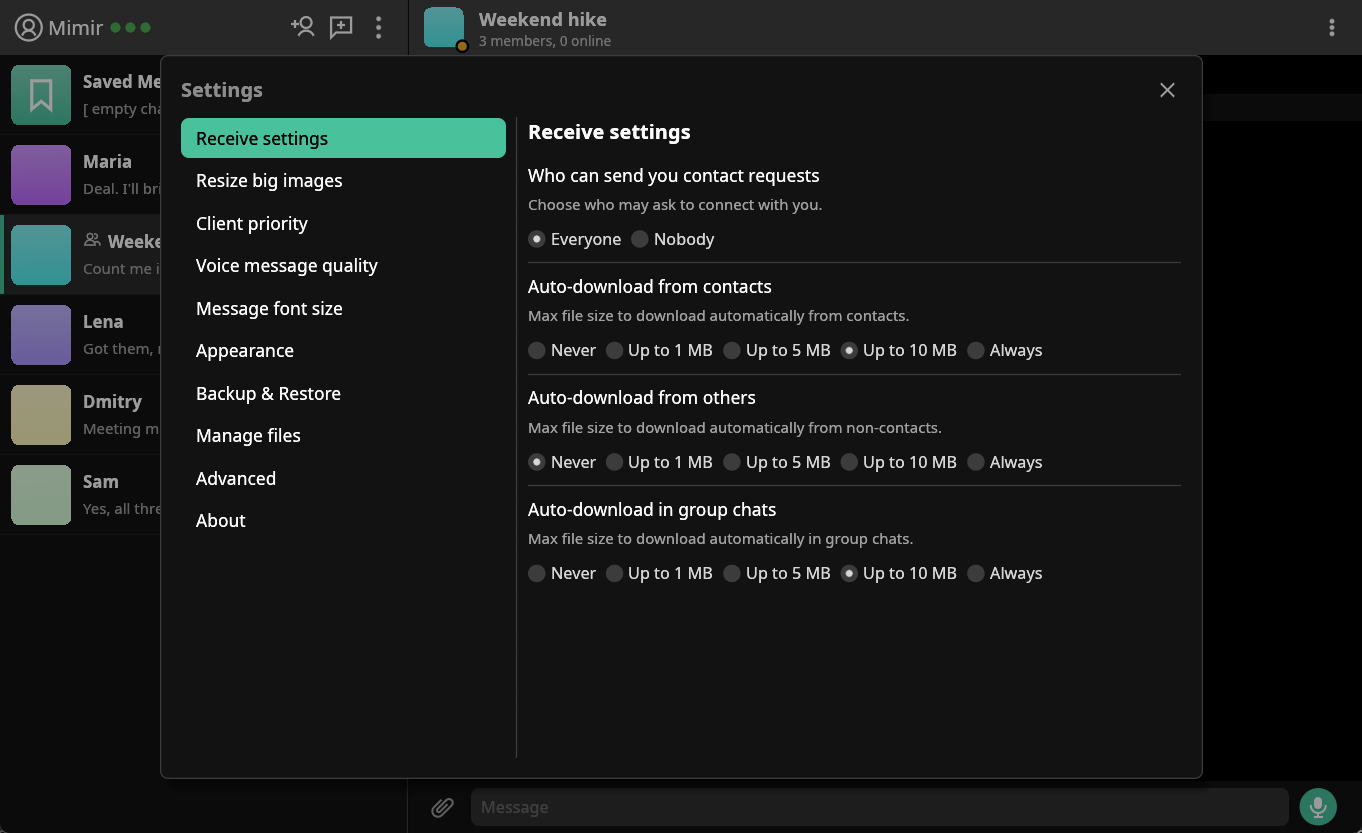 Mimir
Weekend hike
3 members, 0 online
Saved Me
[ empty cha
Maria
Deal. I'll bri
Weeke
Count me i
Lena
Got them,
Dmitry
Meeting m
Sam
Yes, all thre
Settings
Receive settings
Resize big images
Client priority
Voice message quality
Message font size
Appearance
Backup & Restore
Manage files
Advanced
About
Receive settings
Who can send you contact requests
Choose who may ask to connect with you.
Everyone Nobody
Auto-download from contacts
Max file size to download automatically from contacts.
Never Up to 1 MB Up to 5 MB Up to 10 MB Always
Auto-download from others
Max file size to download automatically from non-contacts.
Never Up to 1 MB Up to 5 MB Up to 10 MB Always
Auto-download in group chats
Max file size to download automatically in group chats.
Never Up to 1 MB Up to 5 MB Up to 10 MB Always
Message